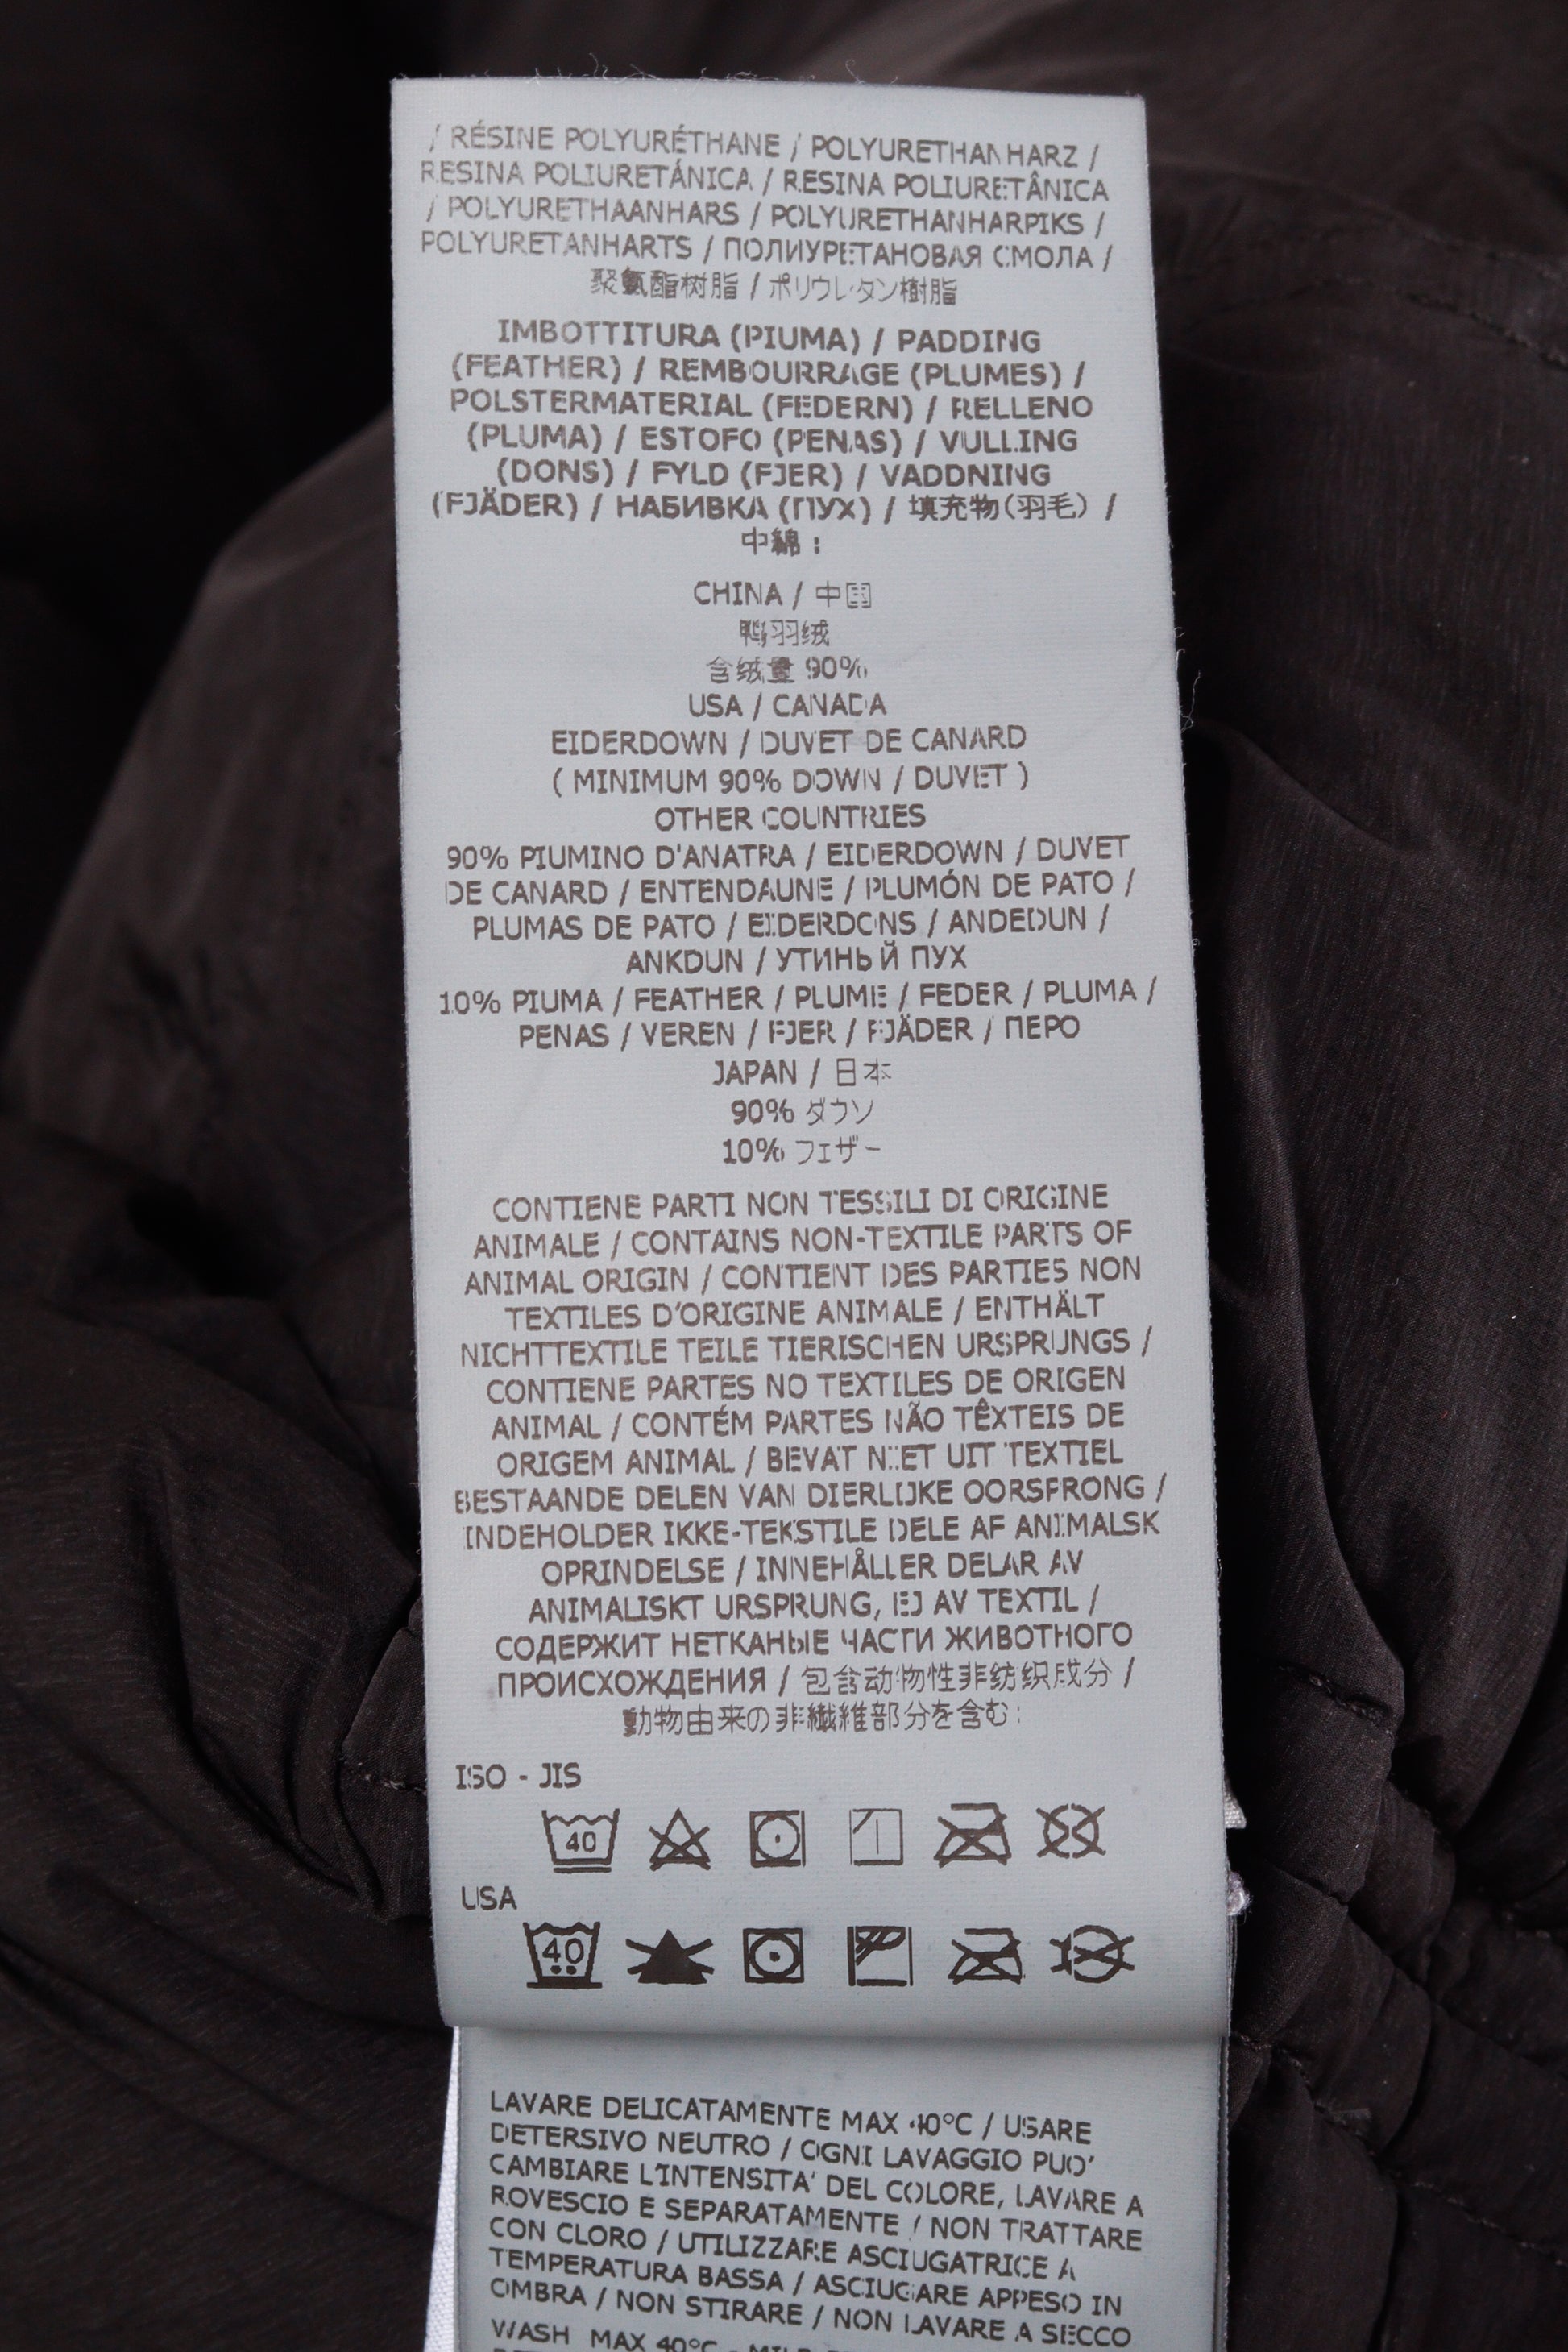 / RÉSINE POLYURÉTHANE / POLYURETHANHARZ /
RESINA POLIURETÁNICA / RESINA POLIURETÂNICA
/ POLYURETHAANHARS / POLYURETHANHARPIKS /
POLYURETANHARTS / ПОЛИУРЕТАНОВАЯ СМОЛА /
聚氨酯树脂 / ポリウレタン樹脂
IMBOTTITURA (PIUMA) / PADDING
(FEATHER) / REMBOURRAGE (PLUMES) /
POLSTERMATERIAL (FEDERN) / RELLENO
(PLUMA) / ESTOFO (PENAS) / VULLING
(DONS) / FYLD (FJER) / VADDNING
(FJÄDER) / НАБИВКА (ПУХ) / 填充物(羽毛) /
中綿 :
CHINA / 中国
鸭羽绒
含绒量 90%
USA / CANADA
EIDERDOWN / DUVET DE CANARD
( MINIMUM 90% DOWN / DUVET )
OTHER COUNTRIES
90% PIUMINO D'ANATRA / EIDERDOWN / DUVET
DE CANARD / ENTENDAUNE / PLUMÓN DE PATO /
PLUMAS DE PATO / EIDERDONS / ANDEDUN /
ANKDUN / УТИНЬЙ ПУХ
10% PIUMA / FEATHER / PLUME / FEDER / PLUMA /
PENAS / VEREN / FJER / FJÄDER / ПЕРО
JAPAN / 日本
90% ダウン
10% フェザー
CONTIENE PARTI NON TESSILI DI ORIGINE
ANIMALE / CONTAINS NON-TEXTILE PARTS OF
ANIMAL ORIGIN / CONTIENT DES PARTIES NON
TEXTILES D'ORIGINE ANIMALE / ENTHÄLT
NICHTTEXTILE TEILE TIERISCHEN URSPRUNGS /
CONTIENE PARTES NO TEXTILES DE ORIGEN
ANIMAL / CONTÉM PARTES NÃO TÊXTEIS DE
ORIGEM ANIMAL / BEVAT NIET UIT TEXTIEL
BESTAANDE DELEN VAN DIERLIJKE OORSPRONG /
INDEHOLDER IKKE-TEKSTILE DELE AF ANIMALSK
OPRINDELSE / INNEHÅLLER DELAR AV
ANIMALISKT URSPRUNG, EJ AV TEXTIL /
СОДЕРЖИТ НЕТКАНЫЕ ЧАСТИ ЖИВОТНОГО
ПРОИСХОЖДЕНИЯ / 包含动物性非纺织成分 /
動物由来の非繊維部分を含む :
ISO - JIS
40
USA
40
LAVARE DELICATAMENTE MAX 40°C / USARE
DETERSIVO NEUTRO / OGNI LAVAGGIO PUO'
CAMBIARE L'INTENSITA' DEL COLORE, LAVARE A
ROVESCIO E SEPARATAMENTE / NON TRATTARE
CON CLORO / UTILIZZARE ASCIUGATRICE A
TEMPERATURA BASSA / ASCIUGARE APPESO IN
OMBRA / NON STIRARE / NON LAVARE A SECCO
WASH MAX 40°C - MILD